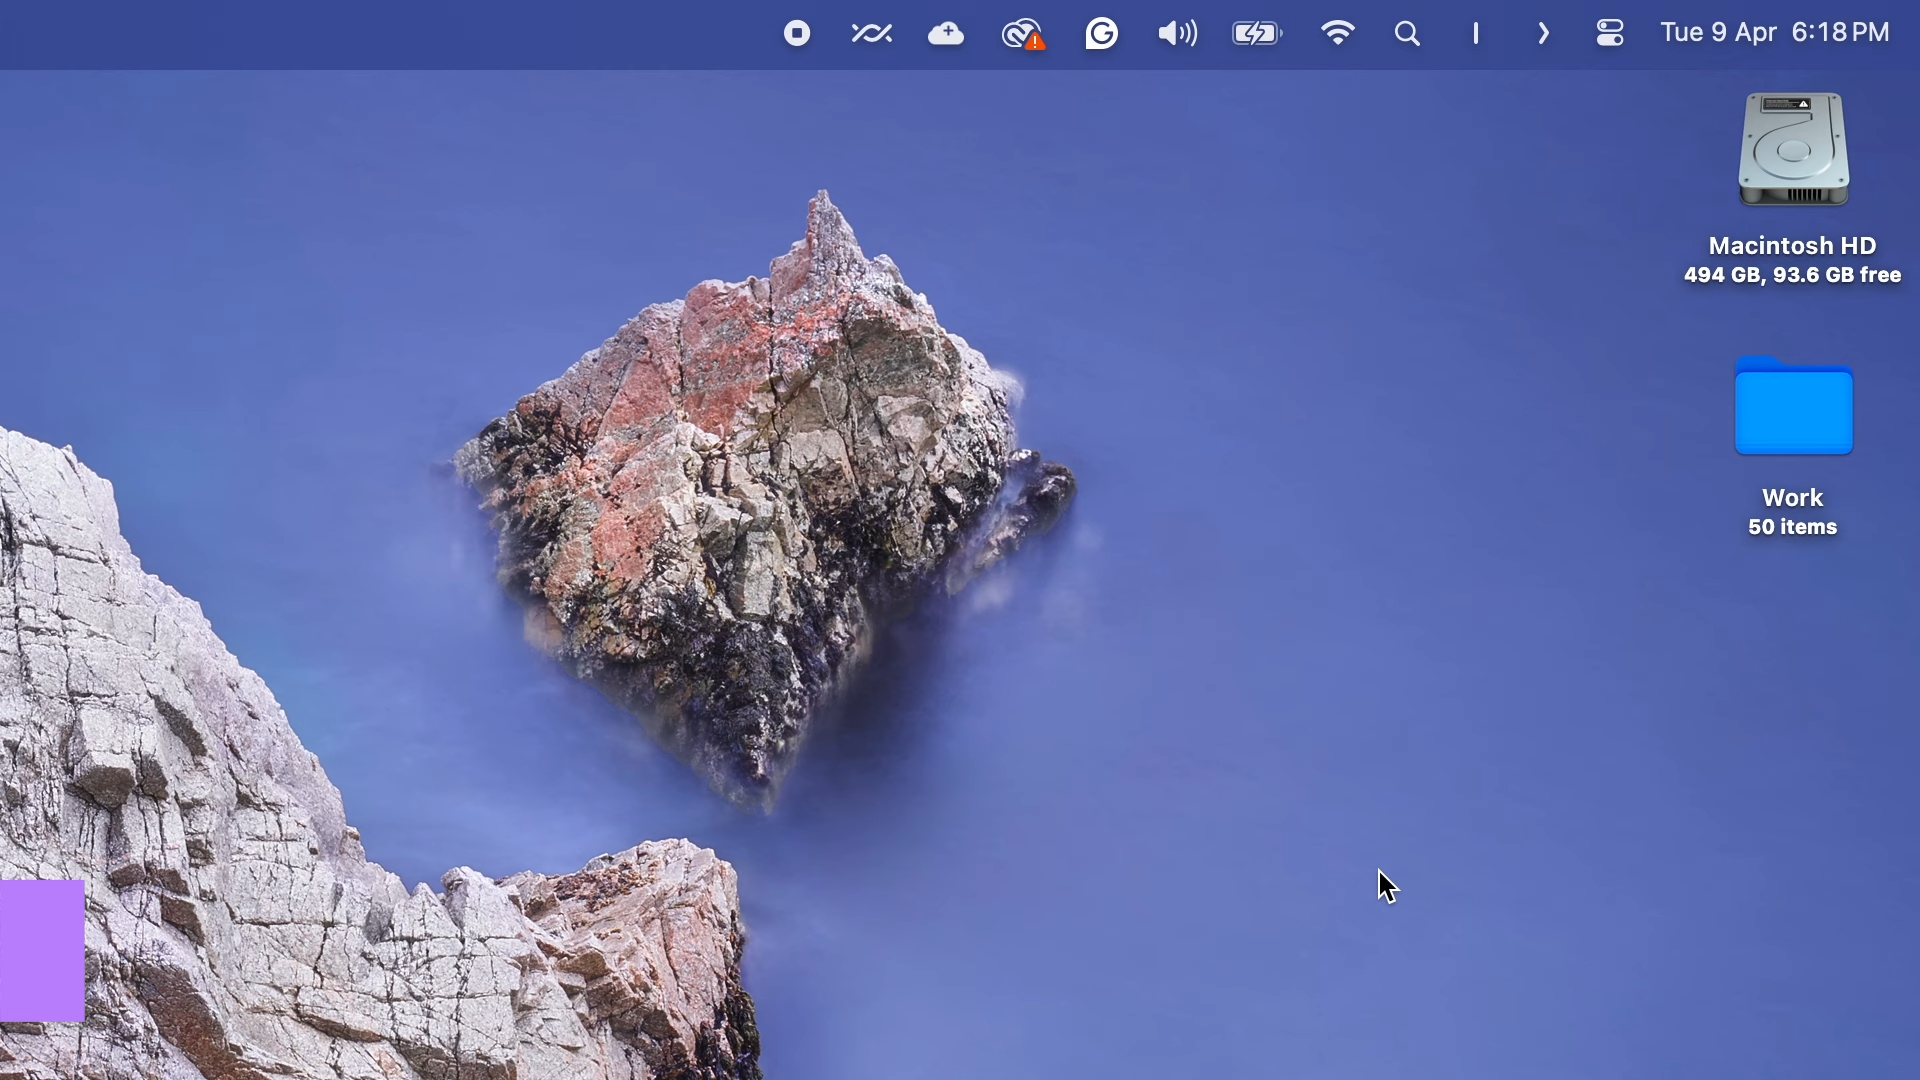 Tue 9 Apr 6:18 PM
Macintosh HD
494 GB, 93.6 GB free
Work
50 items